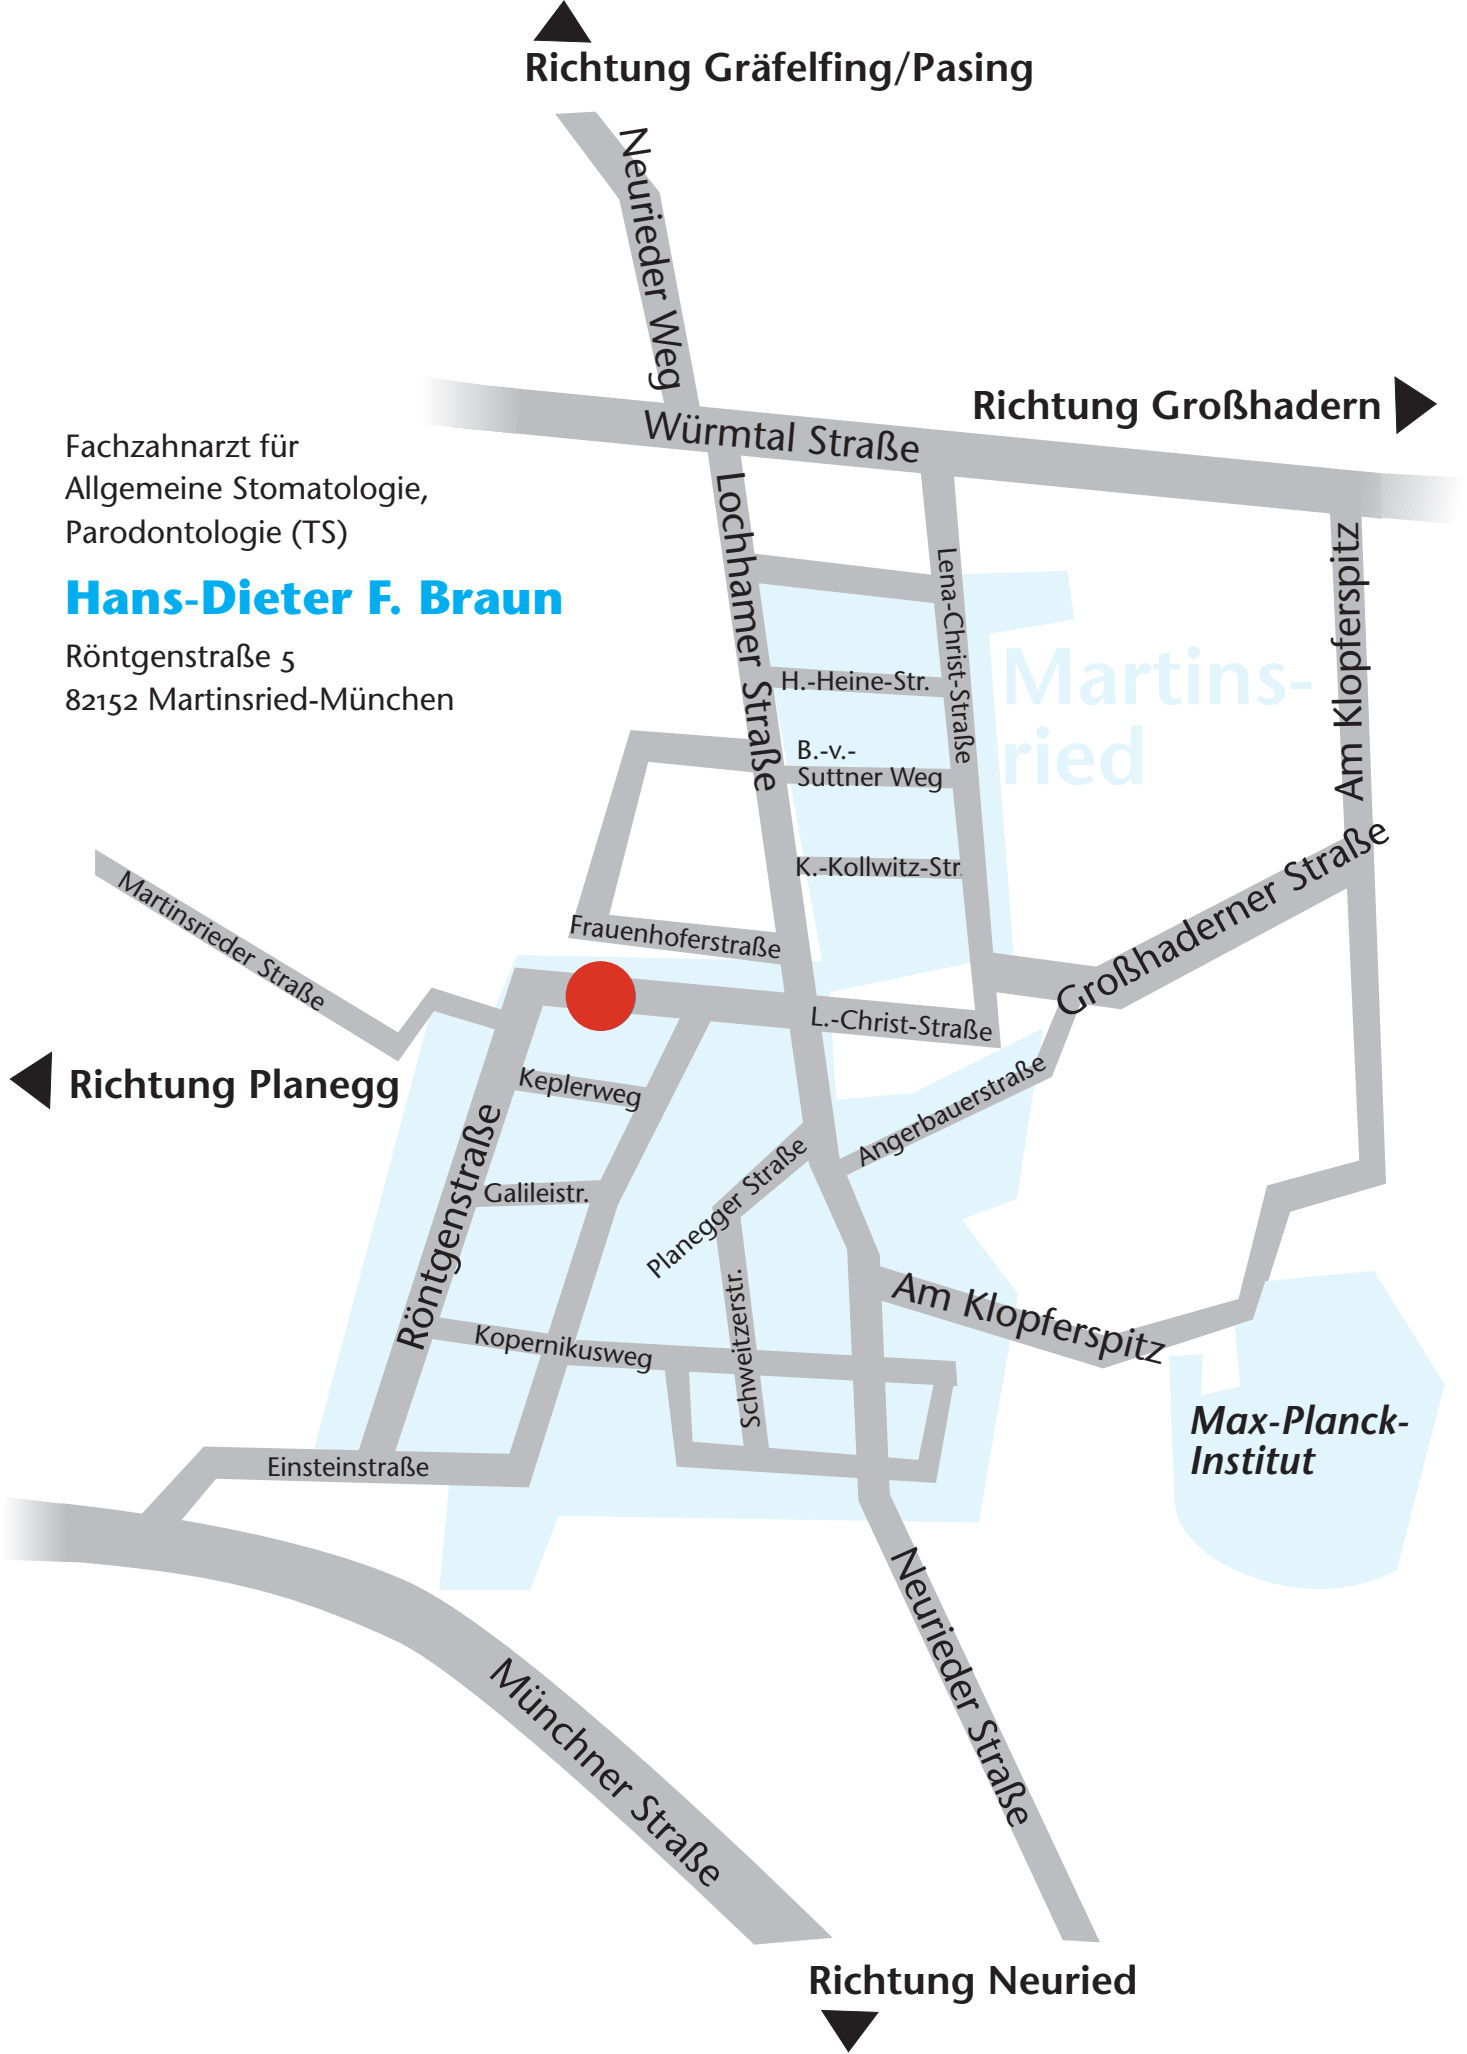 Richtung Gräfelfing/Pasing
Neurieder Weg
Richtung Großhadern
Würmtal Straße
Fachzahnarzt für
Allgemeine Stomatologie,
Parodontologie (TS)
Hans-Dieter F. Braun
Röntgenstraße 5
82152 Martinsried-München
Lochhamer Straße
Lena-Christ-Straße
Am Klopferspitz
Martins-
ried
H.-Heine-Str.
B.-v.-
Suttner Weg
K.-Kollwitz-Str.
Großhaderner Straße
Martinsrieder Straße
Frauenhoferstraße
L.-Christ-Straße
Richtung Planegg
Keplerweg
Angerbauerstraße
Röntgenstraße
Galileistr.
Planegger Straße
Schweitzerstr.
Am Klopferspitz
Kopernikusweg
Max-Planck-
Institut
Einsteinstraße
Neurieder Straße
Münchner Straße
Richtung Neuried